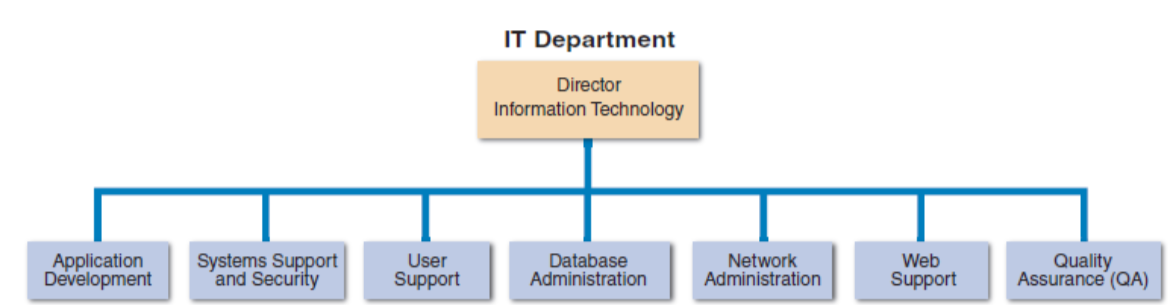 IT Department
Director
Information Technology
Application
Development
Systems Support
and Security
User
Support
Database
Administration
Network
Administration
Web
Support
Quality
Assurance (QA)